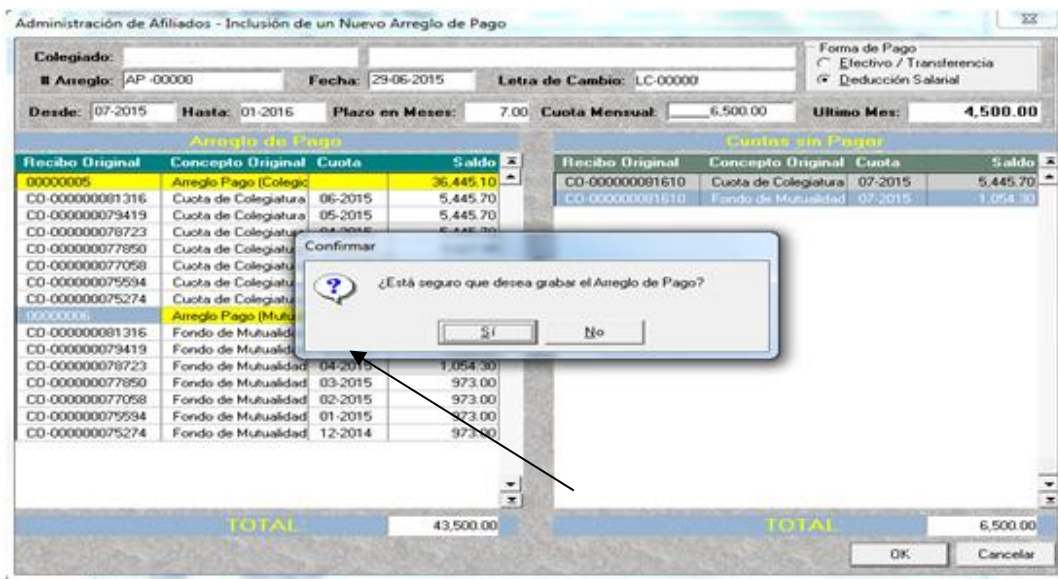 Administración de Afiliados - Inclusión de un Nuevo Arreglo de Pago
Colegiado:
# Arreglo: AP -00000 Fecha: 29-06-2015 Letra de Cambio: LC-00000
Forma de Pago
Efectivo / Transferencia
Deducción Salarial
Desde: 07-2015 Hasta: 01-2016 Plazo en Meses: 7.00 Cuota Mensual: 6,500.00 Ultimo Mes: 4,500.00
Arreglo de Pago
Recibo Original Concepto Original Cuota Saldo
00000005 Arreglo Pago (Colegic 36,445.10
CO-000000081316 Cuota de Colegiatura 06-2015 5,445.70
CO-000000079419 Cuota de Colegiatura 05-2015 5,445.70
CO-000000078723 Cuota de Colegiatura 04-2015 5,445.70
CO-000000077850 Cuota de Colegiatu
CO-000000077058 Cuota de Colegiatu
CO-000000075594 Cuota de Colegiatu
CO-000000075274 Cuota de Colegiatu
00000006 Arreglo Pago (Mutu
CO-000000081316 Fondo de Mutualid
CO-000000079419 Fondo de Mutualidad
CO-000000078723 Fondo de Mutualidad 04-2015 1,054.30
CO-000000077850 Fondo de Mutualidad 03-2015 973.00
CO-000000077058 Fondo de Mutualidad 02-2015 973.00
CO-000000075594 Fondo de Mutualidad 01-2015 973.00
CO-000000075274 Fondo de Mutualidad 12-2014 973.00
TOTAL 43,500.00
Cuotas sin Pagar
Recibo Original Concepto Original Cuota Saldo
CO-000000081610 Cuota de Colegiatura 07-2015 5,445.70
CO-000000081610 Fondo de Mutualidad 07-2015 1,054.30
TOTAL 6,500.00
Confirmar
¿Está seguro que desea grabar el Arreglo de Pago?
Sí No
OK Cancelar